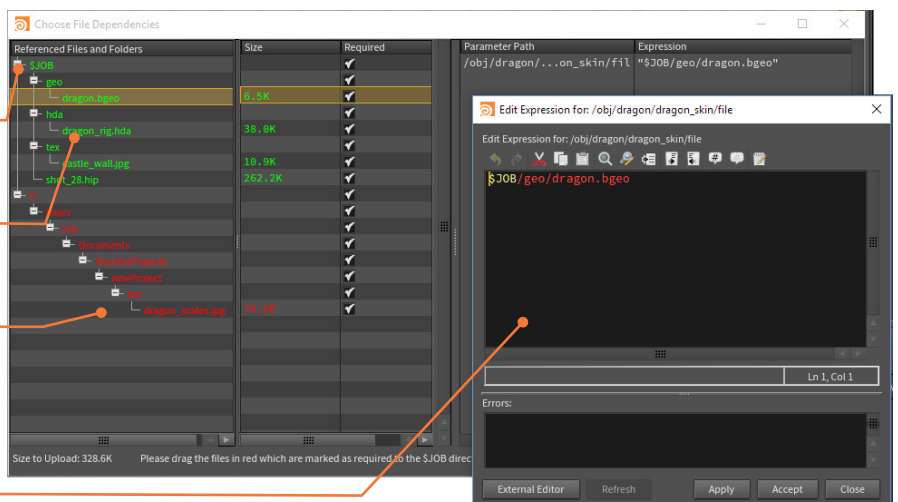 Choose File Dependencies
Referenced Files and Folders Size Required Parameter Path Expression
$JOB /obj/dragon/...on_skin/fil "$JOB/geo/dragon.bgeo"
geo
dragon.bgeo 6.5K
hda
dragon_rig.hda 38.0K
tex
castle_wall.jpg 10.9K
shot_28.hip 262.2K
Documents
HoudiniProjects
newProject
tex
dragon_scales.jpg
Size to Upload: 328.6K Please drag the files in red which are marked as required to the $JOB direc
Edit Expression for: /obj/dragon/dragon_skin/file
Edit Expression for: /obj/dragon/dragon_skin/file
$JOB/geo/dragon.bgeo
Ln 1, Col 1
Errors:
External Editor Refresh Apply Accept Close